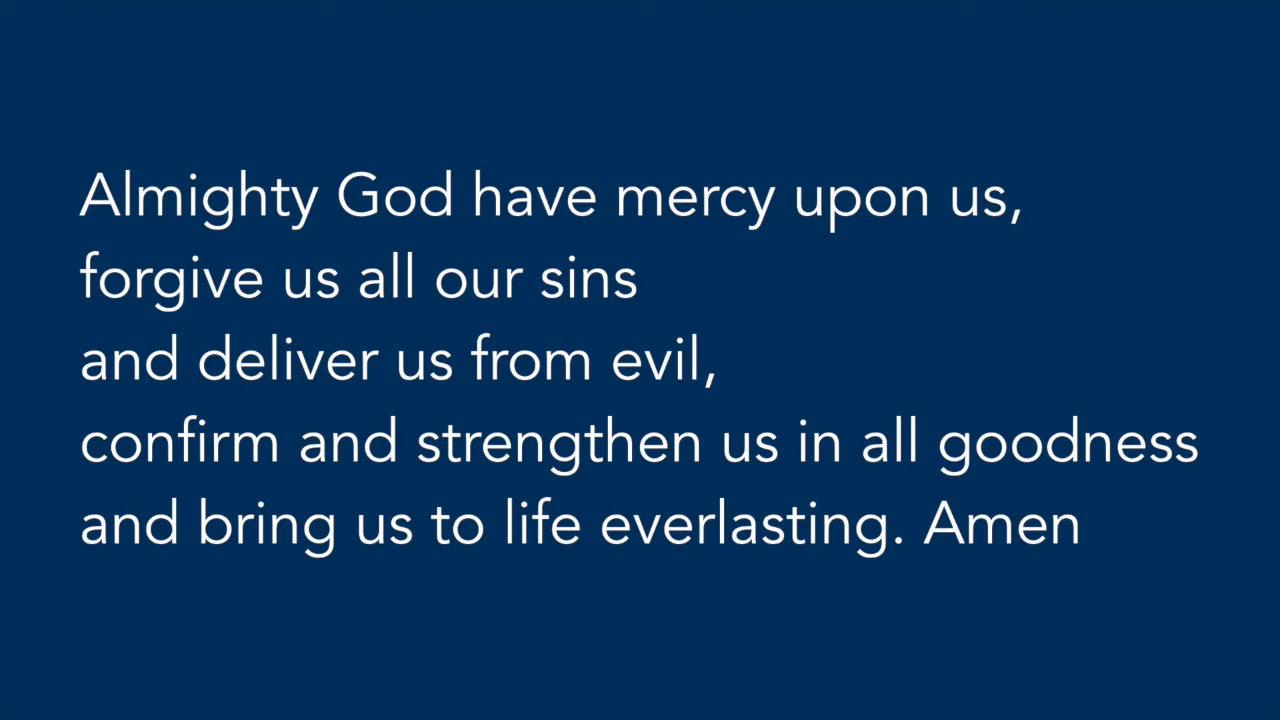 Almighty God have mercy upon us,
forgive us all our sins
and deliver us from evil,
confirm and strengthen us in all goodness
and bring us to life everlasting. Amen